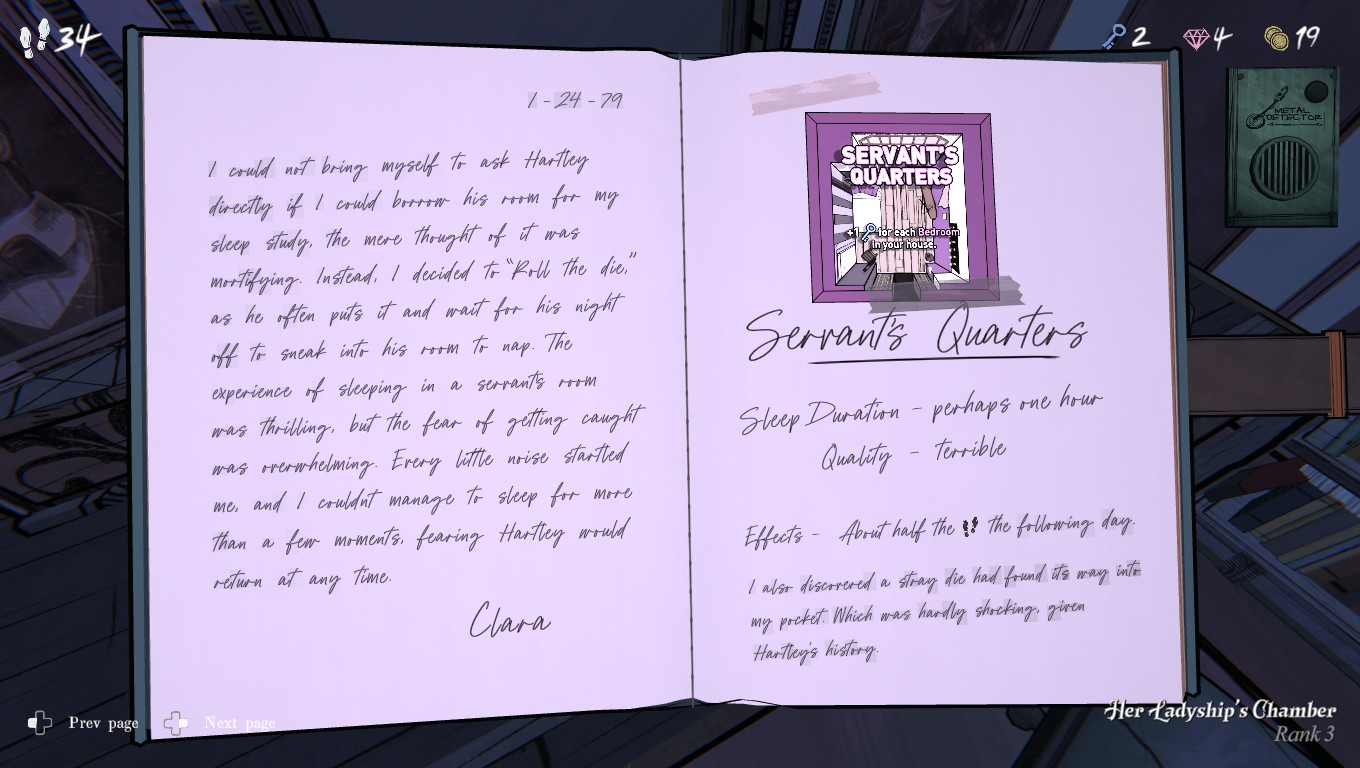 34
2
4
19
METAL
DETECTOR
1-24-79
I could not bring myself to ask Hartley
directly if I could borrow his room for my
sleep study, the mere thought of it was
mortifying. Instead, I decided to "Roll the die,"
as he often puts it and wait for his night
off to sneak into his room to nap. The
experience of sleeping in a servant's room
was thrilling, but the fear of getting caught
was overwhelming. Every little noise startled
me, and I couldn't manage to sleep for more
than a few moments, fearing Hartley would
return at any time.
Clara
SERVANT'S
QUARTERS
+1 for each Bedroom
in your house.
Servant's Quarters
Sleep Duration - perhaps one hour
Quality - terrible
Effects - About half the the following day.
I also discovered a stray die had found its way into
my pocket. Which was hardly shocking, given
Hartley's history.
Prev page
Next page
Her Ladyship's Chamber
Rank 3